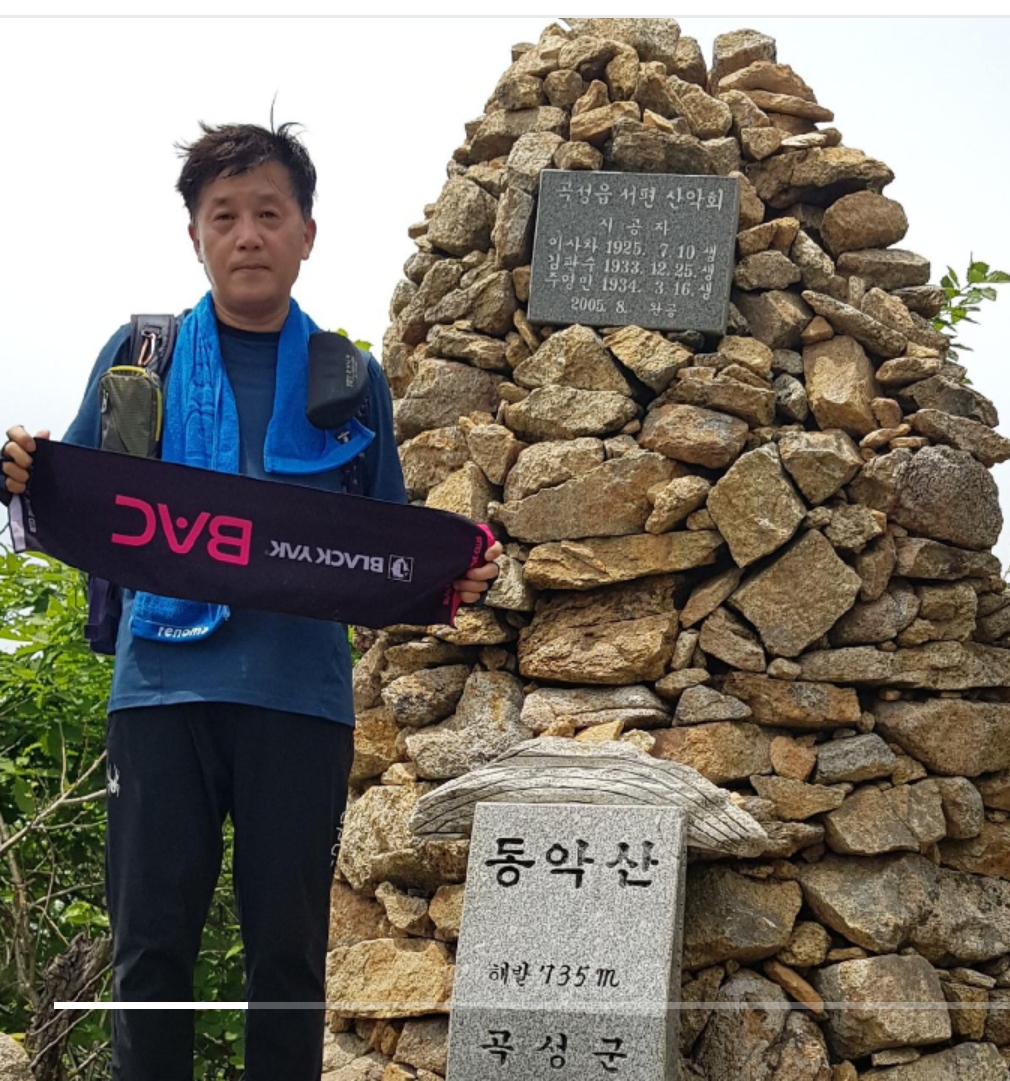 곡성읍 서편 산악회
시 공 자
이사차 1925. 7. 10 생
김파수 1933. 12. 25. 생
주영민 1934. 3. 16. 생
2005. 8. 완공
BAC
BLACK YAK
renoma
동악산
해발 735m
곡성군